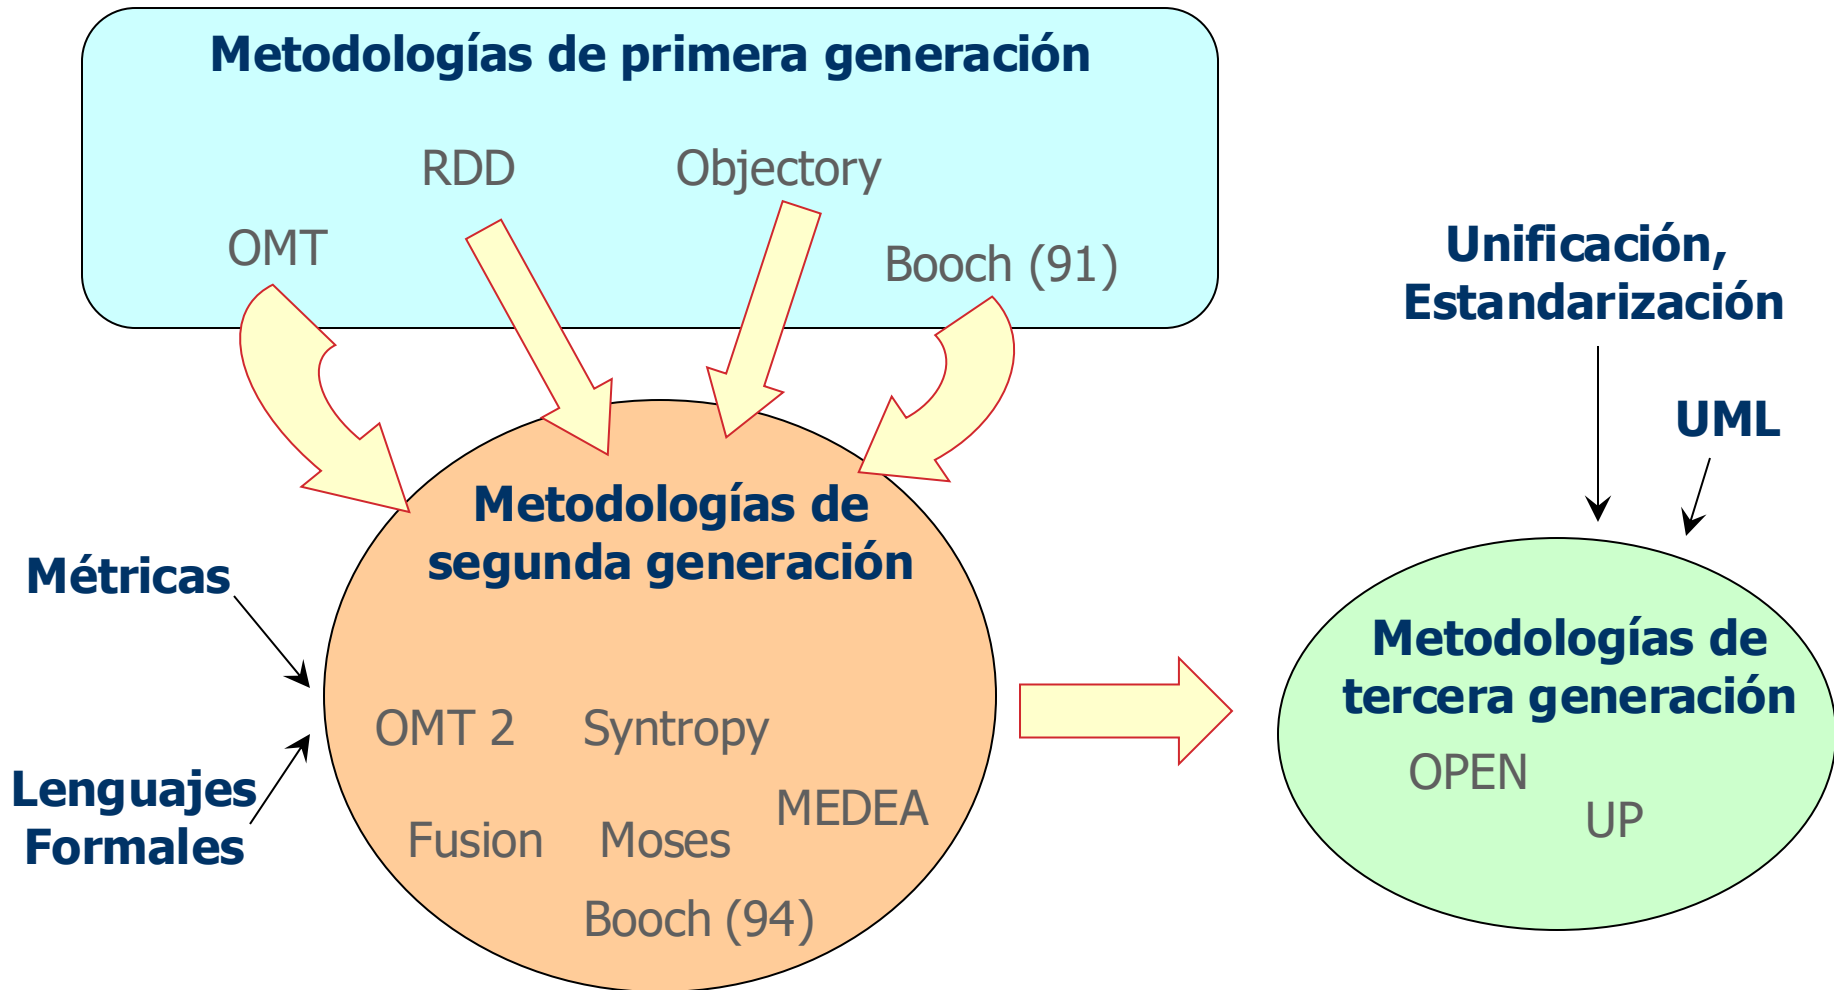 Metodologías de primera generación
RDD
Objectory
OMT
Booch (91)
Unificación,
Estandarización
UML
Metodologías de
segunda generación
Métricas
Lenguajes
Formales
OMT 2
Syntropy
MEDEA
Fusion
Moses
Booch (94)
Metodologías de
tercera generación
OPEN
UP